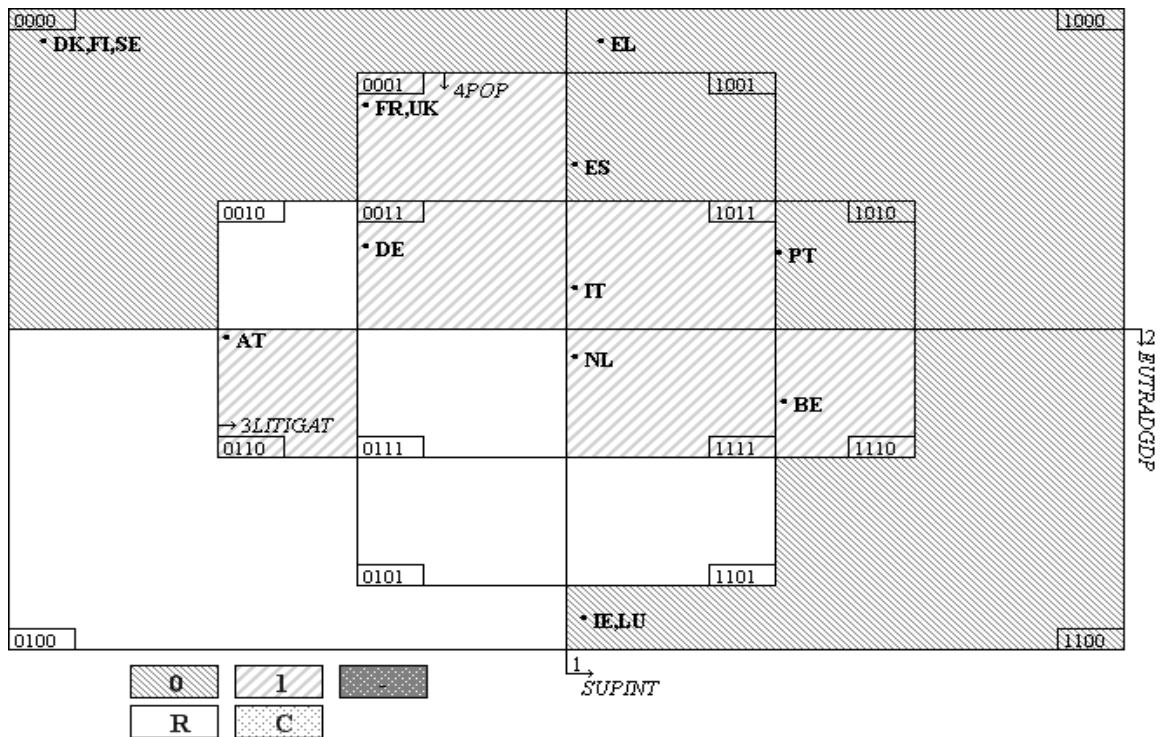 0000 1000
DK,FI,SE EL
0001 4POP 1001
FR,UK
ES
0010 0011 1011 1010
DE PT
IT
AT 2
NL
EUTRADGDP
BE
3LITIGAT
0110 0111 1111 1110
0101 1101
IE,LU
0100 1100
1
0 1 -
SUPINT
R C